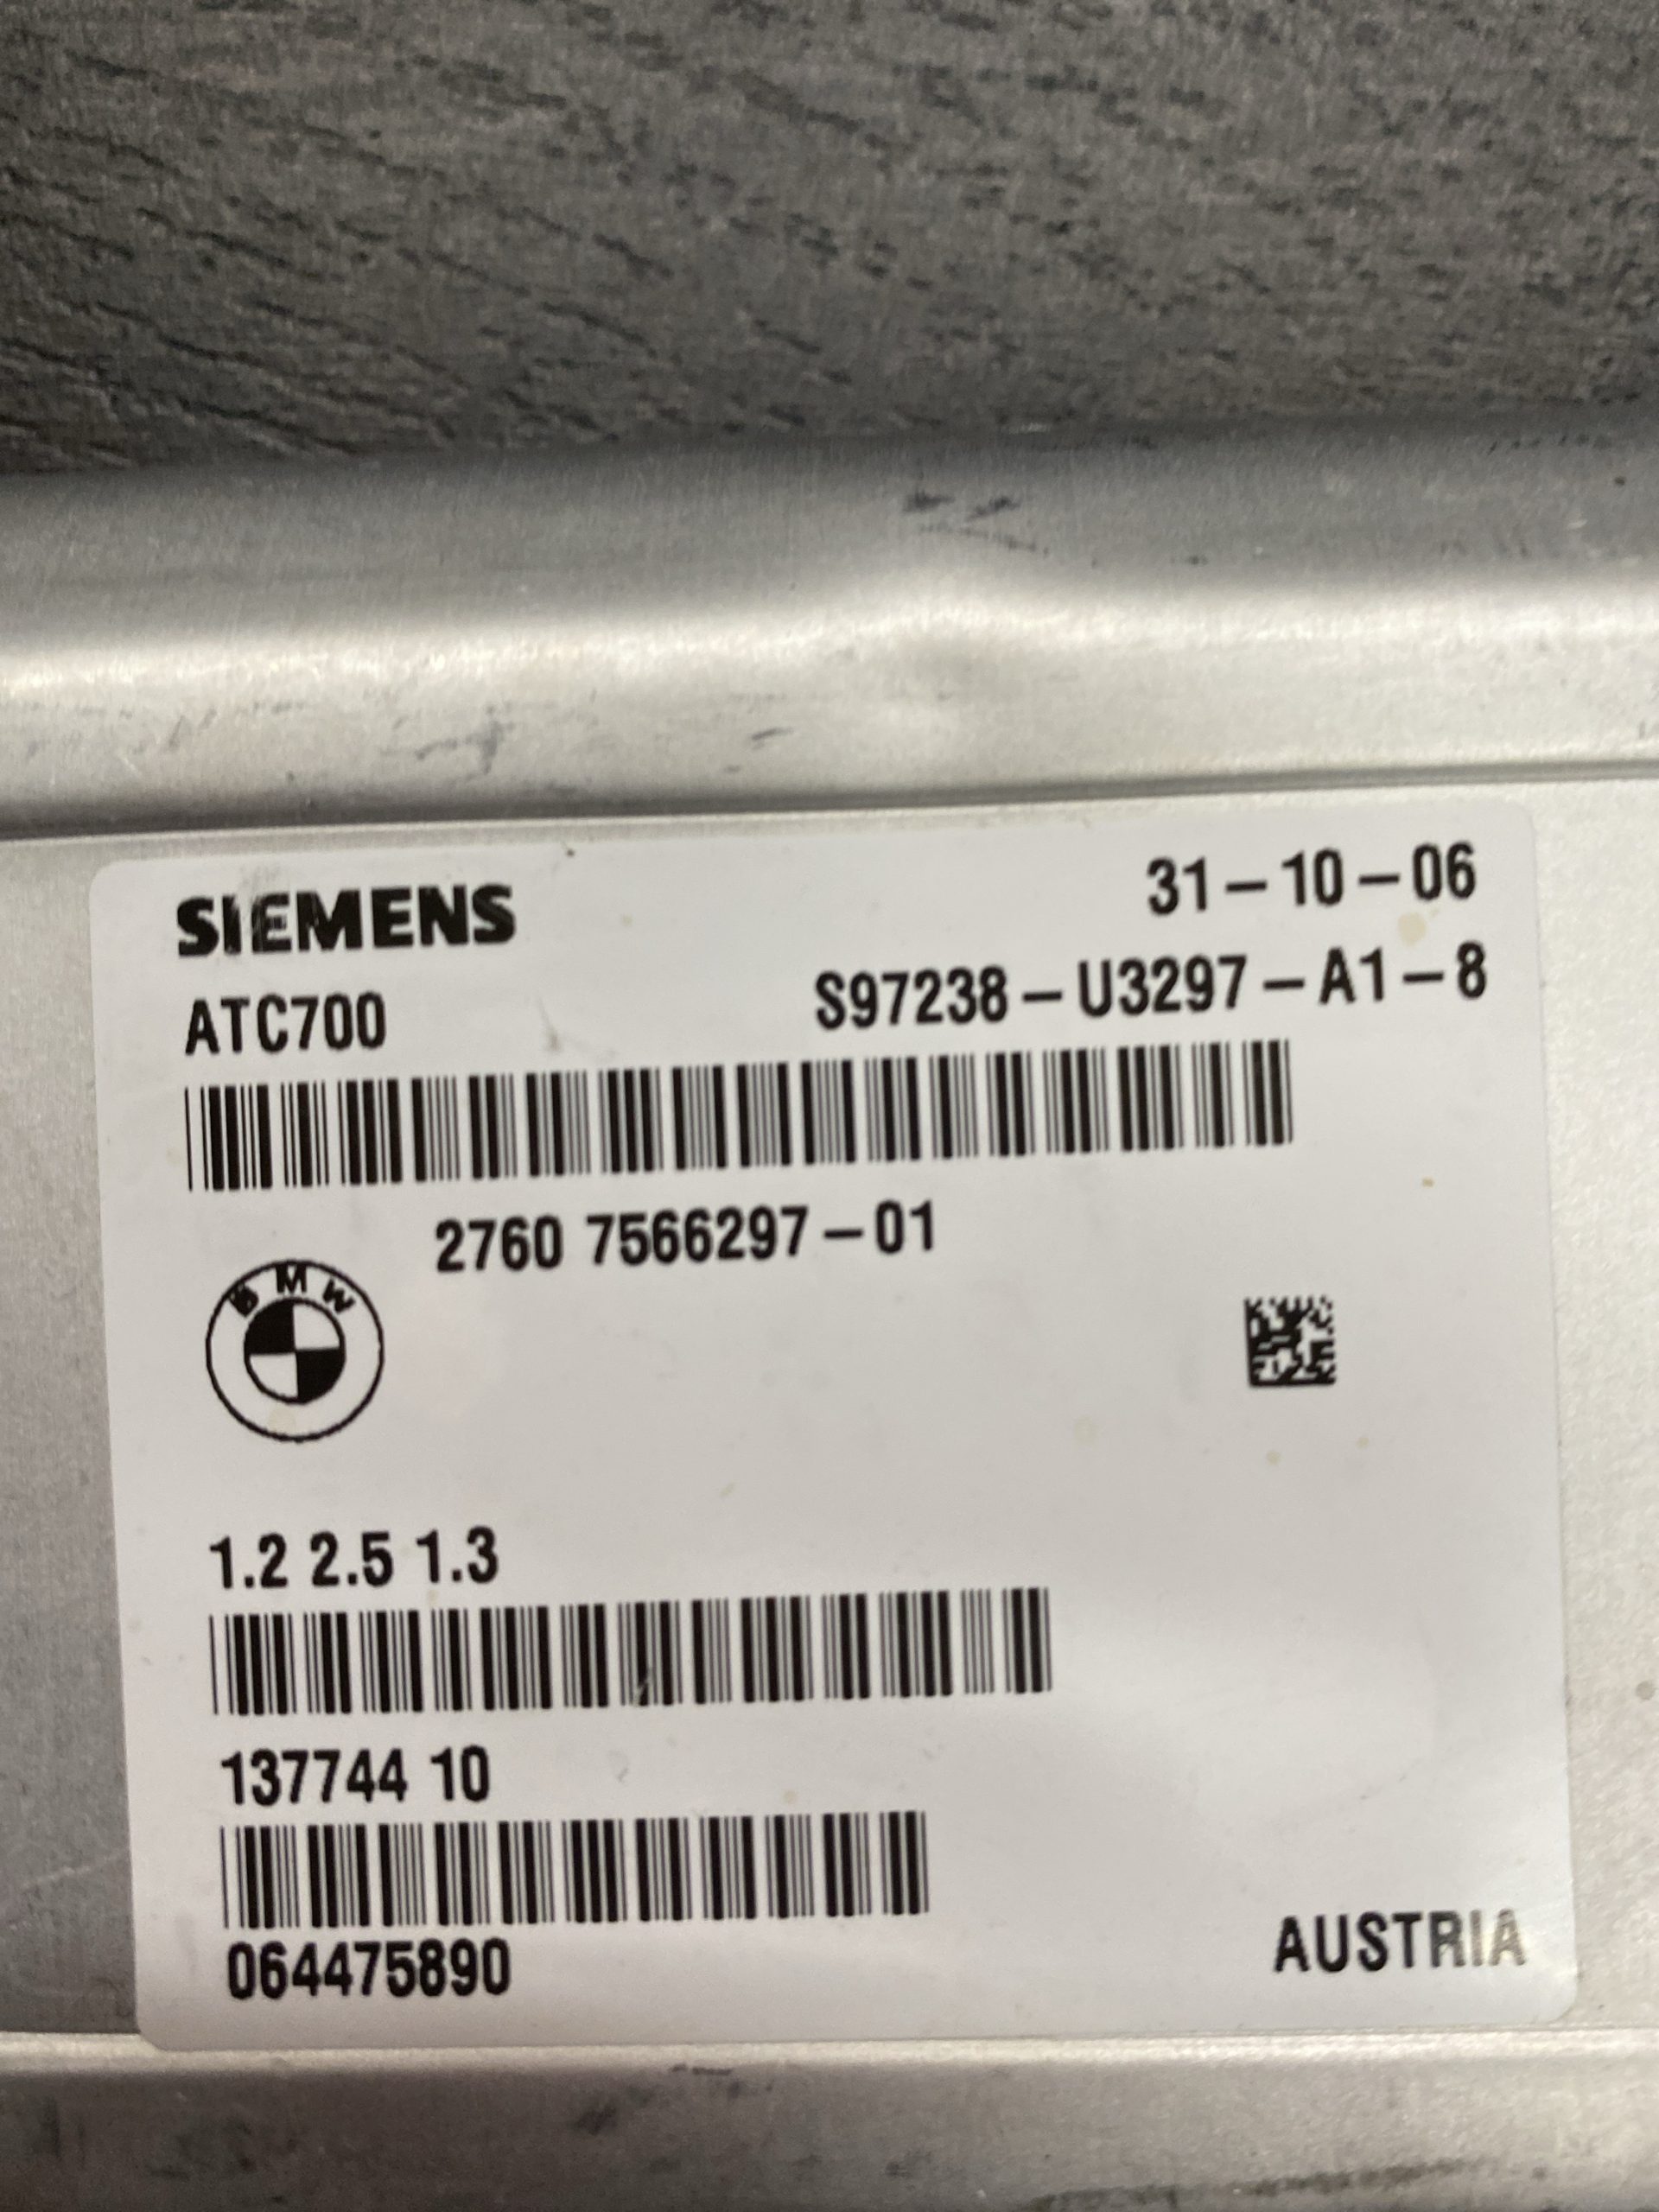 SIEMENS 31-10-06
ATC700 S97238-U3297-A1-8
2760 7566297-01
BMW
1.2 2.5 1.3
137744 10
064475890
AUSTRIA